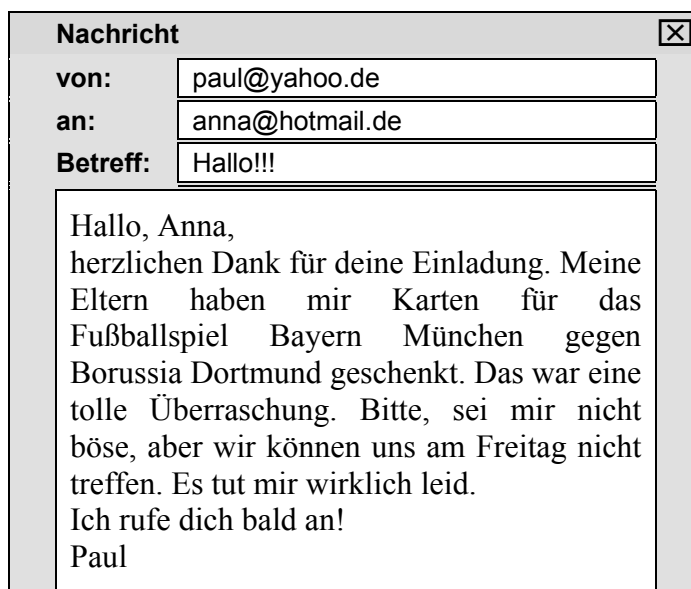 Nachricht
von: paul@yahoo.de
an: anna@hotmail.de
Betreff: Hallo!!!
Hallo, Anna,
herzlichen Dank für deine Einladung. Meine
Eltern haben mir Karten für das
Fußballspiel Bayern München gegen
Borussia Dortmund geschenkt. Das war eine
tolle Überraschung. Bitte, sei mir nicht
böse, aber wir können uns am Freitag nicht
treffen. Es tut mir wirklich leid.
Ich rufe dich bald an!
Paul